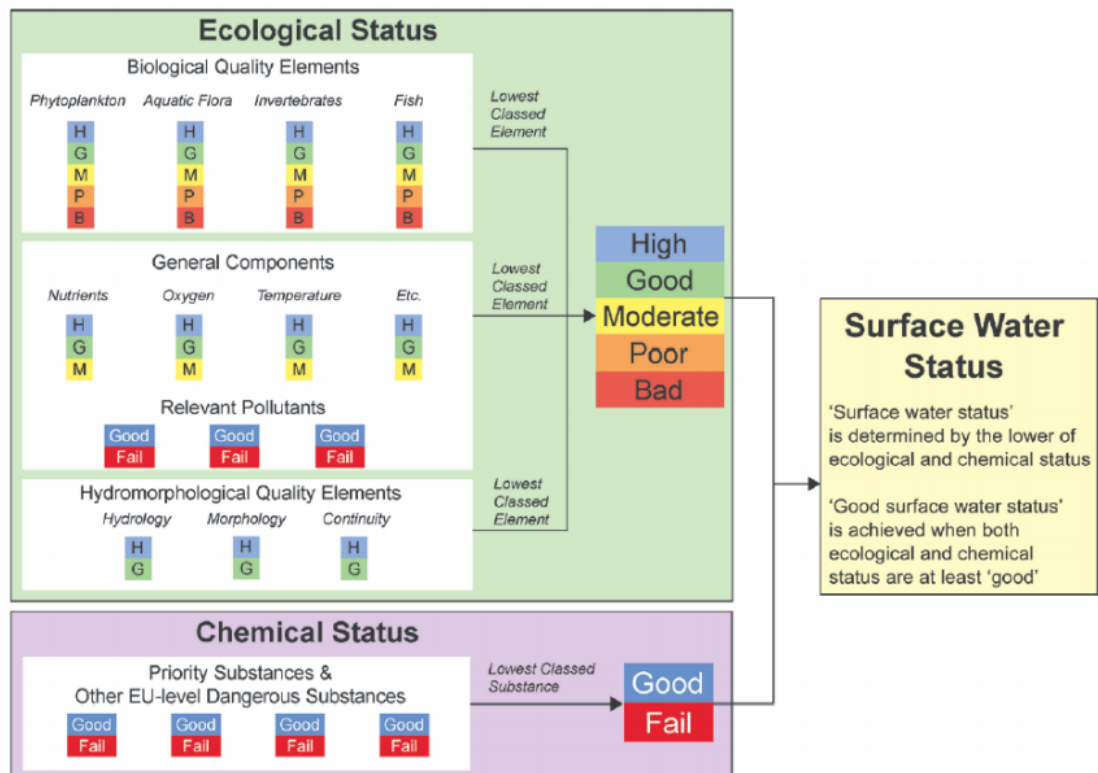 Ecological Status
Biological Quality Elements
Phytoplankton Aquatic Flora Invertebrates Fish
H H H H
G G G G
M M M M
P P P P
B B B B
Lowest
Classed
Element
General Components
Nutrients Oxygen Temperature Etc.
H H H H
G G G G
M M M M
Lowest
Classed
Element
Relevant Pollutants
Good Good Good
Fail Fail Fail
Hydromorphological Quality Elements
Hydrology Morphology Continuity
H H H
G G G
Lowest
Classed
Element
High
Good
Moderate
Poor
Bad
Chemical Status
Priority Substances &
Other EU-level Dangerous Substances
Good Good Good Good
Fail Fail Fail Fail
Lowest Classed
Substance
Good
Fail
Surface Water
Status
‘Surface water status’
is determined by the lower of
ecological and chemical status
‘Good surface water status’
is achieved when both
ecological and chemical
status are at least ‘good’